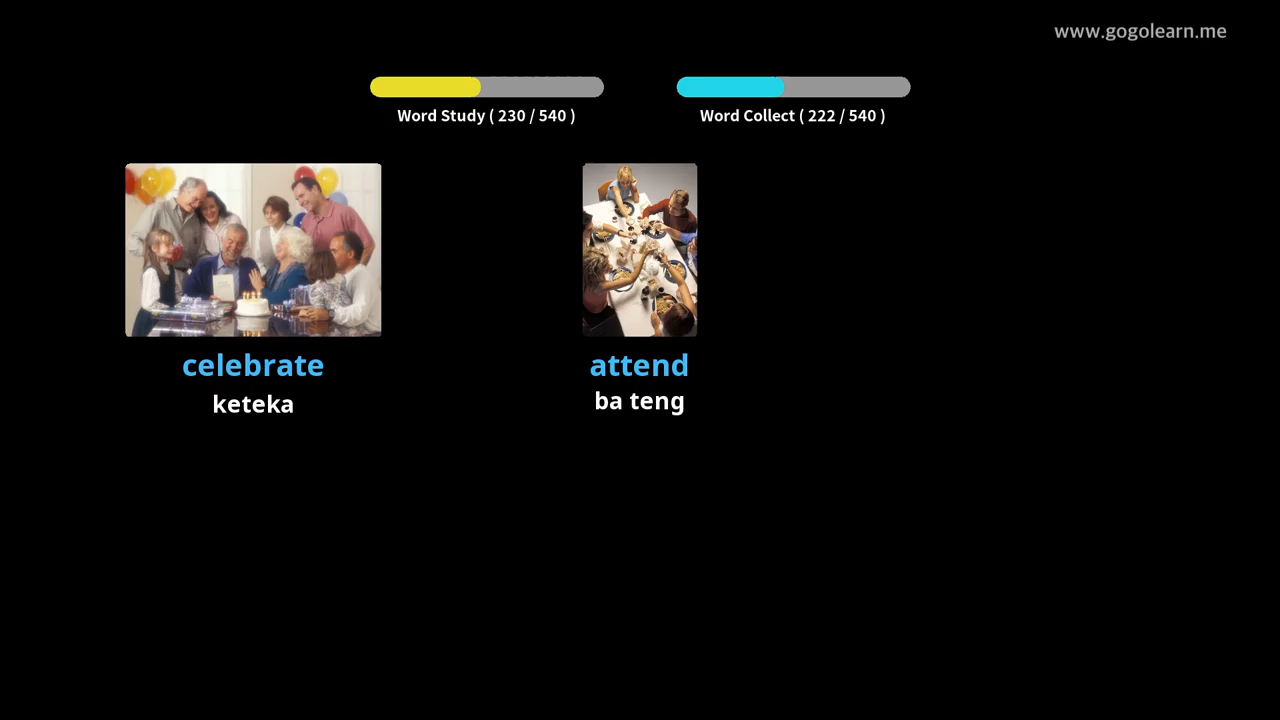 www.gogolearn.me
Word Study ( 230 / 540 )
Word Collect ( 222 / 540 )
celebrate
keteka
attend
ba teng